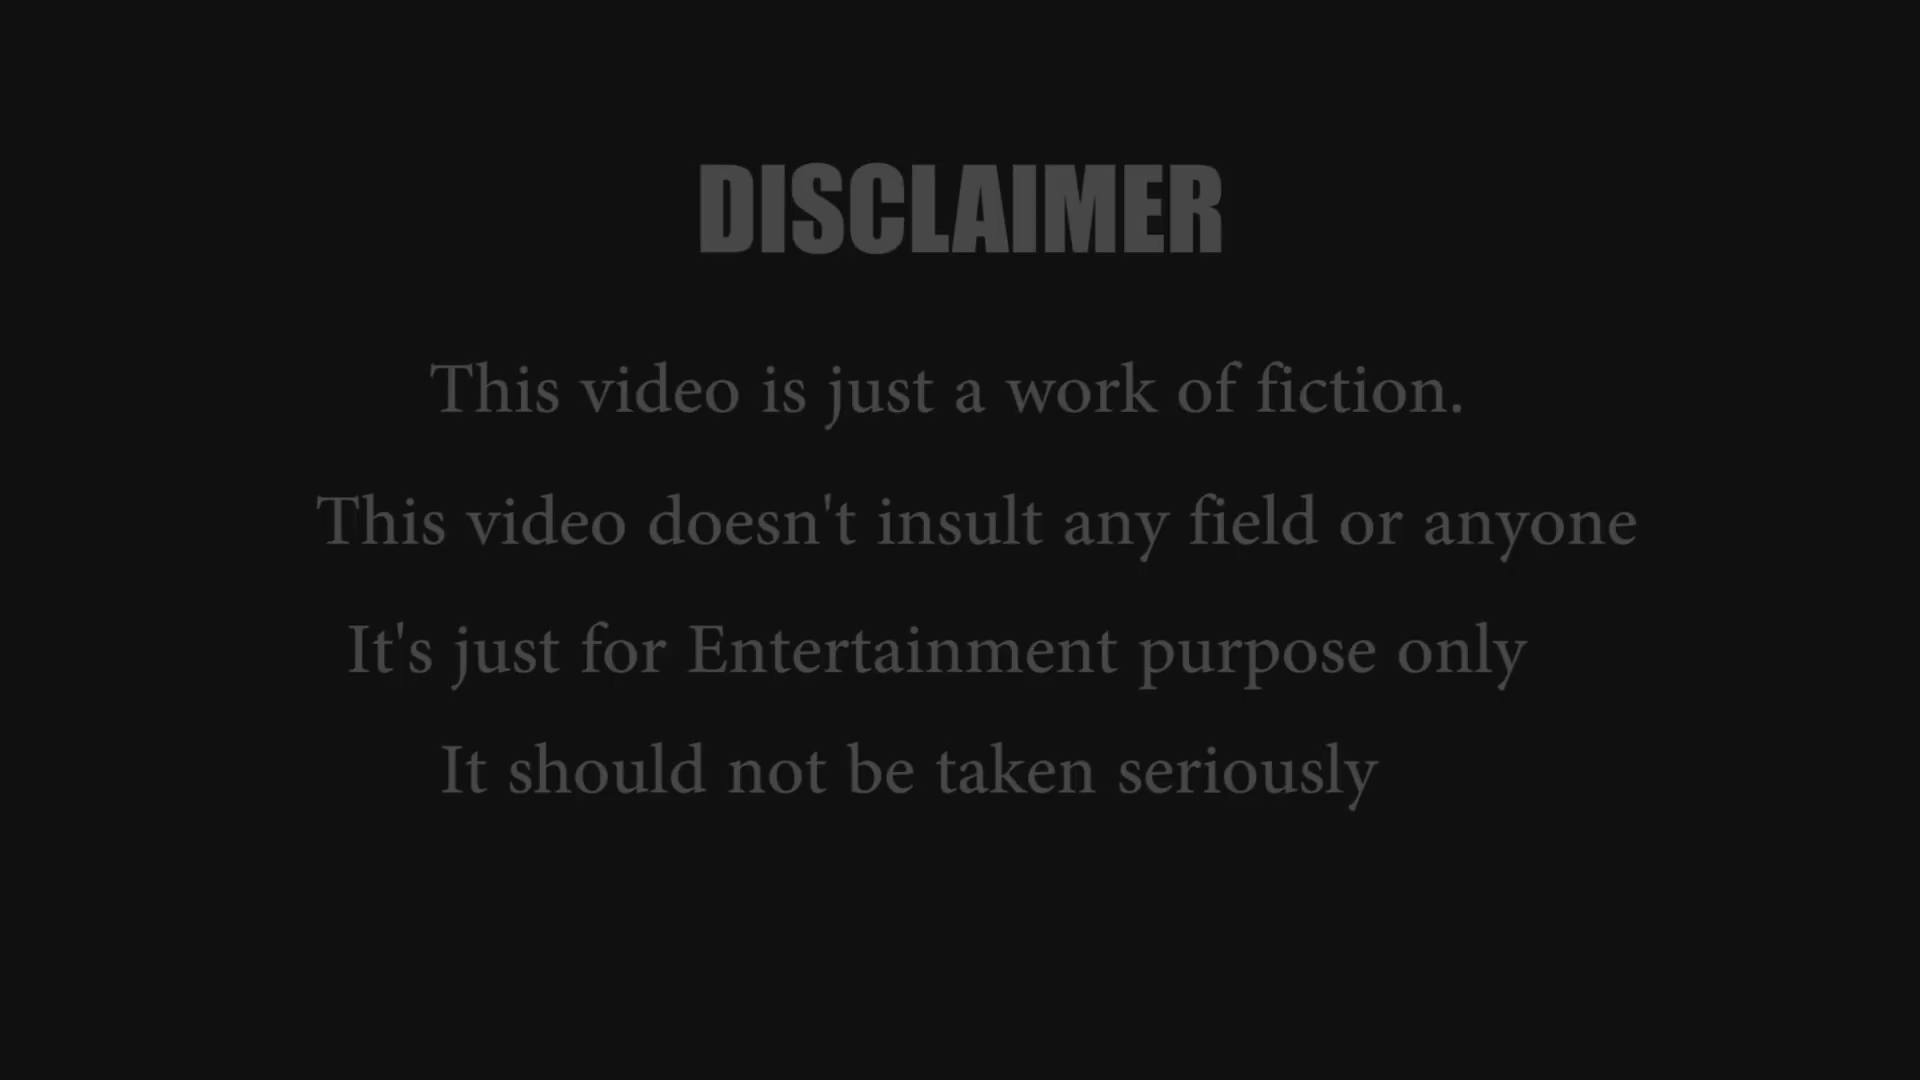 DISCLAIMER
This video is just a work of fiction.
This video doesn't insult any field or anyone
It's just for Entertainment purpose only
It should not be taken seriously